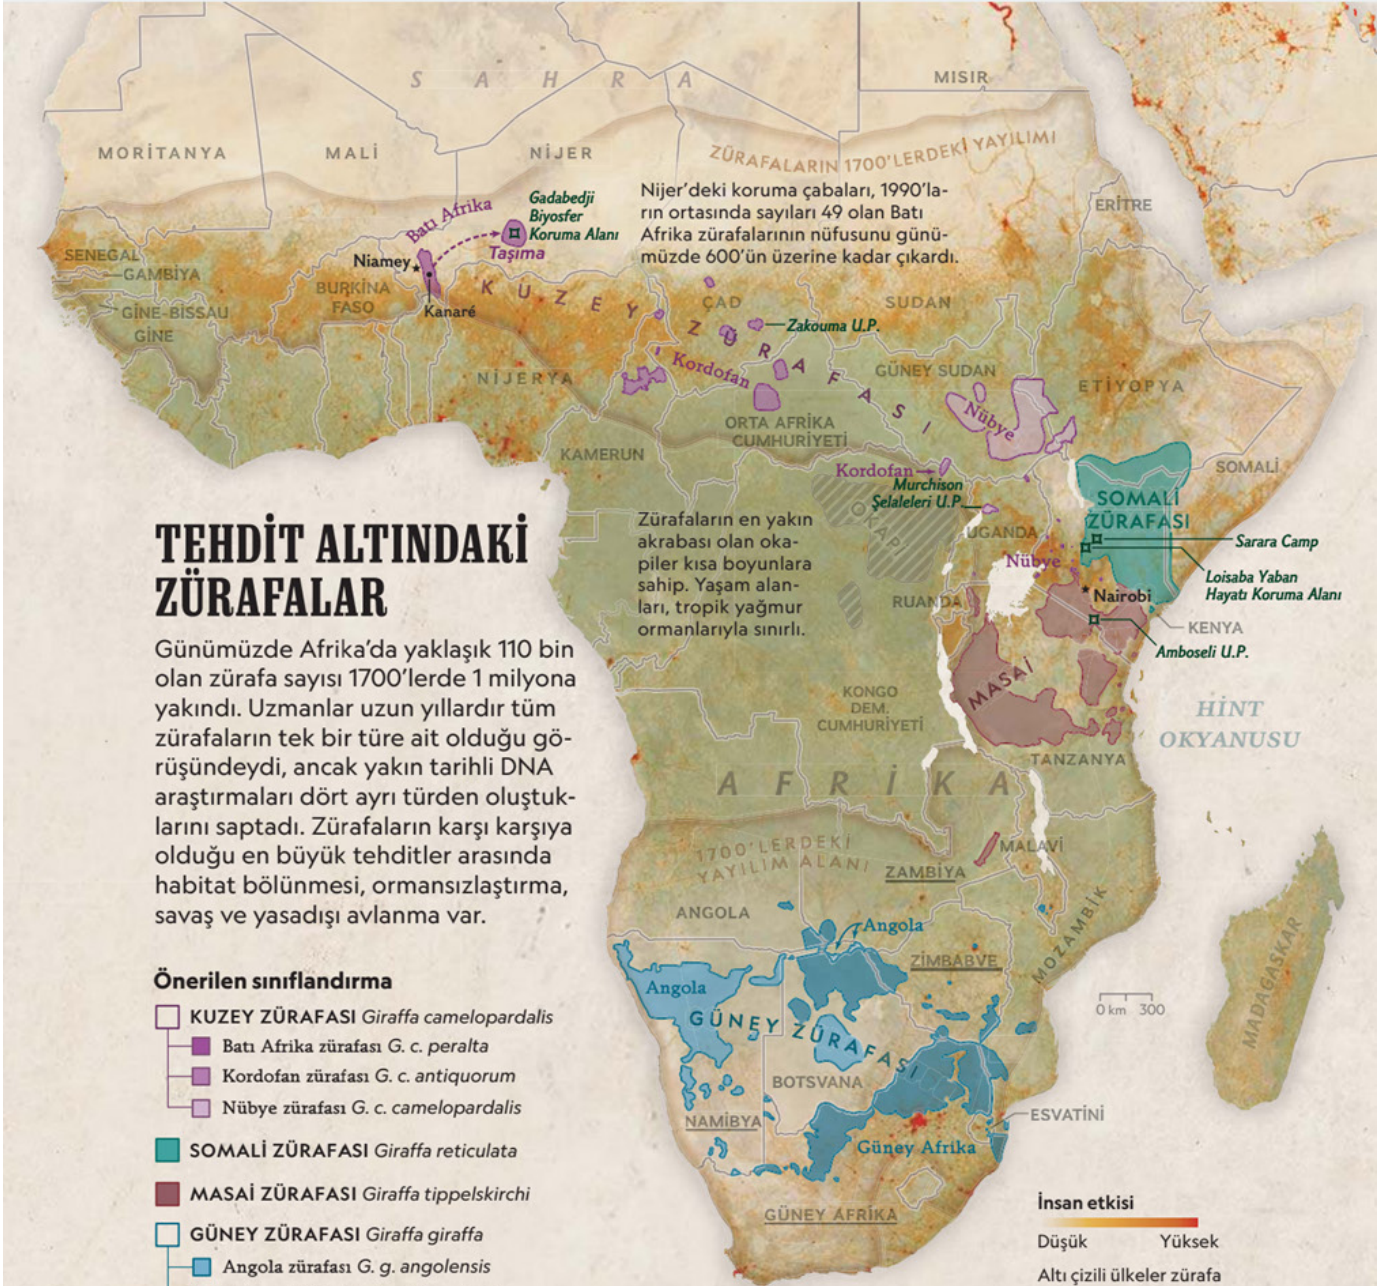 SAHRA
MISIR
MORİTANYA
MALİ
NİJER
ZÜRAFALARIN 1700'LERDEKİ YAYILIMI
Nijer'deki koruma çabaları, 1990'la-
rın ortasında sayıları 49 olan Batı
Afrika zürafalarının nüfusunu günü-
müzde 600'ün üzerine kadar çıkardı.
Gadabedji
Biyosfer
Koruma Alanı
Batı Afrika
Taşıma
ERİTRE
SENEGAL
GAMBİYA
Niamey
BURKİNA
FASO
Kanaré
GİNE-BİSSAU
GİNE
KUZEY ZÜRAFASI
ÇAD
SUDAN
Zakouma U.P.
NİJERYA
Kordofan
GÜNEY SUDAN
ETİYOPYA
Nübye
ORTA AFRİKA
CUMHURİYETİ
KAMERUN
Kordofan
Murchison
Şelaleleri U.P.
SOMALİ
SOMALİ
ZÜRAFASI
OKAPİ
UGANDA
Nübye
Sarara Camp
Loisaba Yaban
Hayatı Koruma Alanı
Zürafaların en yakın
akrabası olan oka-
piler kısa boyunlara
sahip. Yaşam alan-
ları, tropik yağmur
ormanlarıyla sınırlı.
RUANDA
Nairobi
KENYA
Amboseli U.P.
MASAİ
TEHDİT ALTINDAKİ
ZÜRAFALAR
Günümüzde Afrika'da yaklaşık 110 bin
olan zürafa sayısı 1700'lerde 1 milyona
yakındı. Uzmanlar uzun yıllardır tüm
zürafaların tek bir türe ait olduğu gö-
rüşündeydi, ancak yakın tarihli DNA
araştırmaları dört ayrı türden oluştuk-
larını saptadı. Zürafaların karşı karşıya
olduğu en büyük tehditler arasında
habitat bölünmesi, ormansızlaştırma,
savaş ve yasadışı avlanma var.
KONGO
DEM.
CUMHURİYETİ
HİNT
OKYANUSU
TANZANYA
AFRİKA
1700'LERDEKİ
YAYILIM ALANI
ZAMBİYA
MALAVİ
ANGOLA
Angola
ZİMBABVE
MOZAMBİK
MADAGASKAR
Angola
GÜNEY ZÜRAFASI
0 km 300
BOTSVANA
NAMİBYA
ESVATİNİ
Güney Afrika
GÜNEY AFRİKA
Önerilen sınıflandırma
KUZEY ZÜRAFASI Giraffa camelopardalis
Batı Afrika zürafası G. c. peralta
Kordofan zürafası G. c. antiquorum
Nübye zürafası G. c. camelopardalis
SOMALİ ZÜRAFASI Giraffa reticulata
MASAİ ZÜRAFASI Giraffa tippelskirchi
GÜNEY ZÜRAFASI Giraffa giraffa
Angola zürafası G. g. angolensis
İnsan etkisi
Düşük Yüksek
Altı çizili ülkeler zürafa